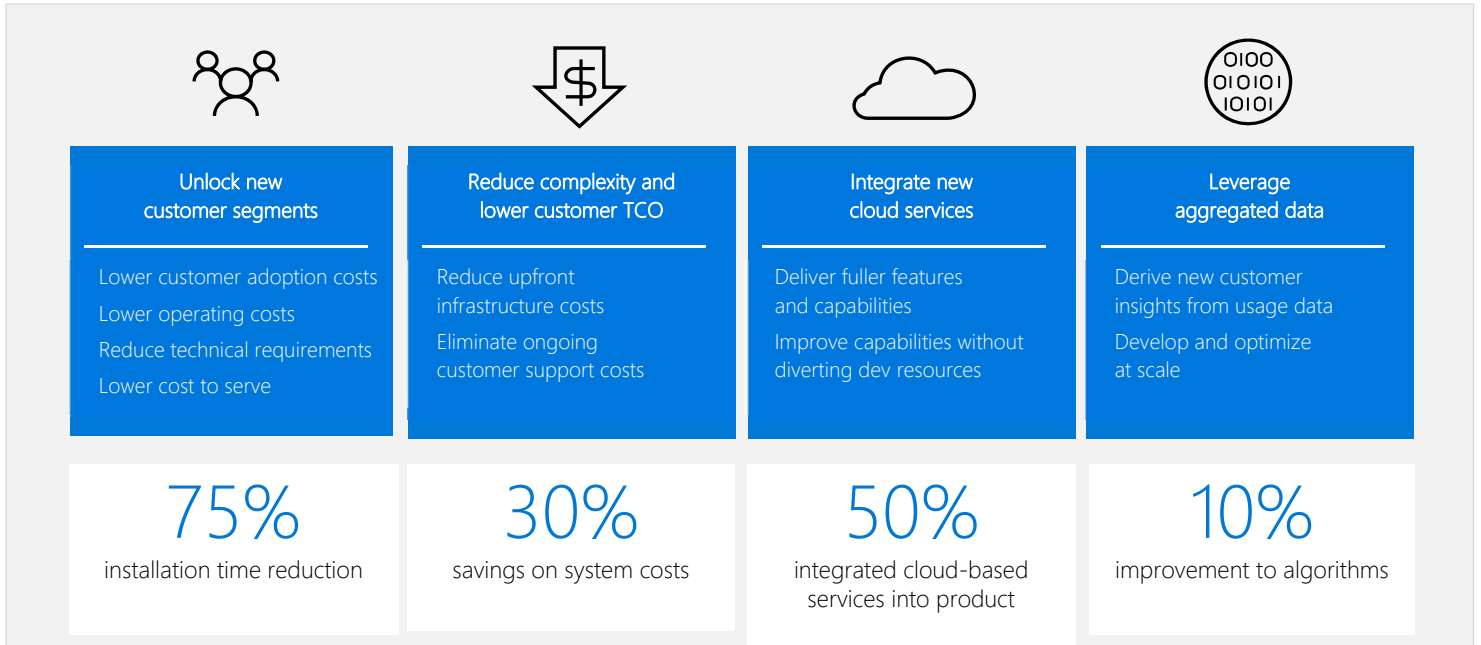 $
0100
010101
10101
Unlock new
customer segments
Lower customer adoption costs
Lower operating costs
Reduce technical requirements
Lower cost to serve
75%
installation time reduction
Reduce complexity and
lower customer TCO
Reduce upfront
infrastructure costs
Eliminate ongoing
customer support costs
30%
savings on system costs
Integrate new
cloud services
Deliver fuller features
and capabilities
Improve capabilities without
diverting dev resources
50%
integrated cloud-based
services into product
Leverage
aggregated data
Derive new customer
insights from usage data
Develop and optimize
at scale
10%
improvement to algorithms